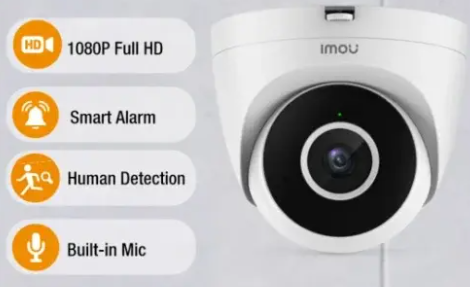 HD
1080P Full HD
imou
Smart Alarm
Human Detection
Built-in Mic